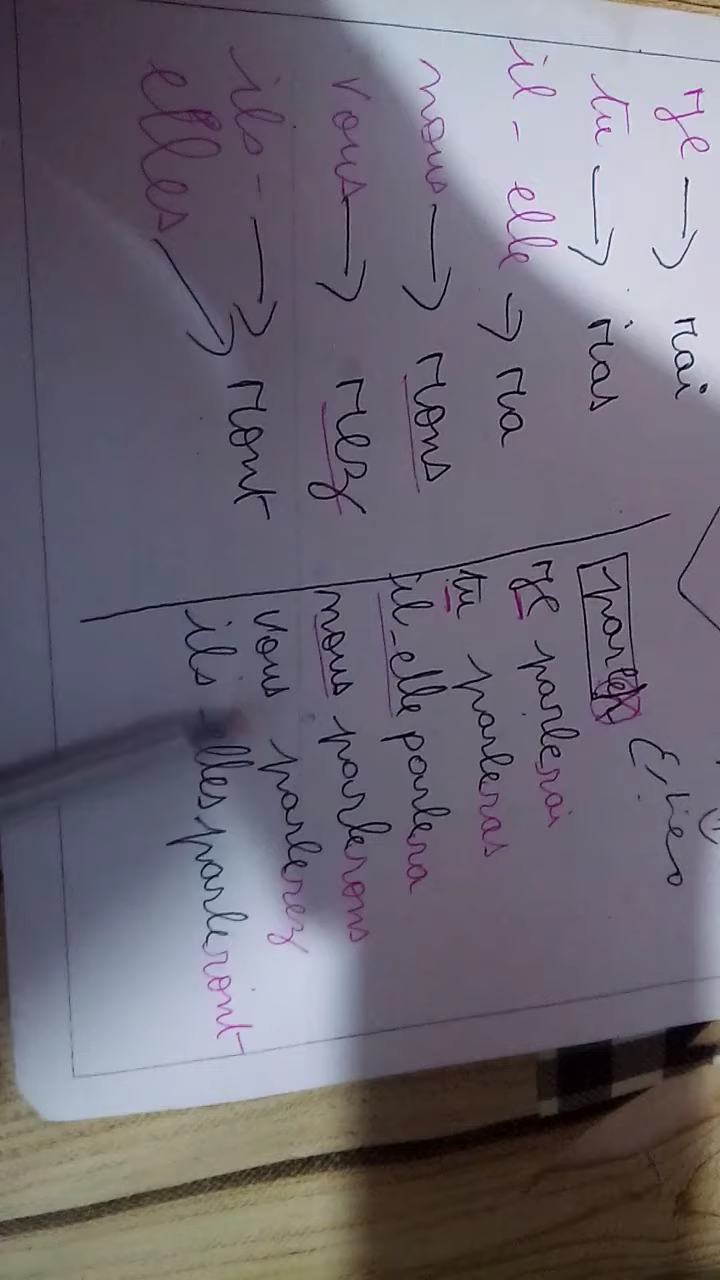 je → rai
tu → ras
il - elle → ra
nous → rons
vous → rez
ils - → ront
elles →
parler
je parlerai
tu parleras
il-elle parlera
nous parlerons
vous parlerez
ils - elles parleront